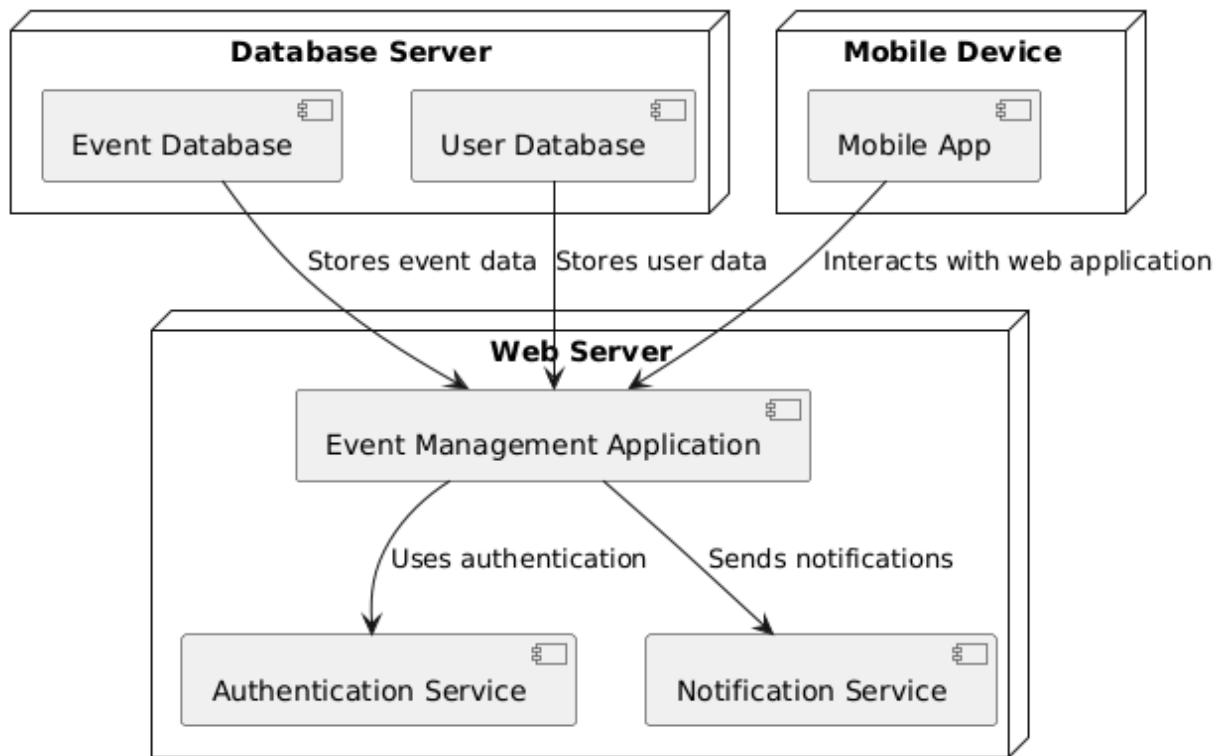 Database Server
Mobile Device
Event Database
User Database
Mobile App
Stores event data
Stores user data
Interacts with web application
Web Server
Event Management Application
Uses authentication
Sends notifications
Authentication Service
Notification Service